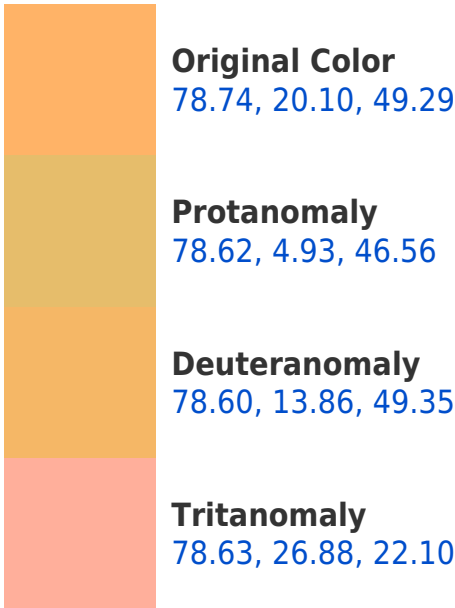 Original Color
78.74, 20.10, 49.29
Protanomaly
78.62, 4.93, 46.56
Deuteranomaly
78.60, 13.86, 49.35
Tritanomaly
78.63, 26.88, 22.10